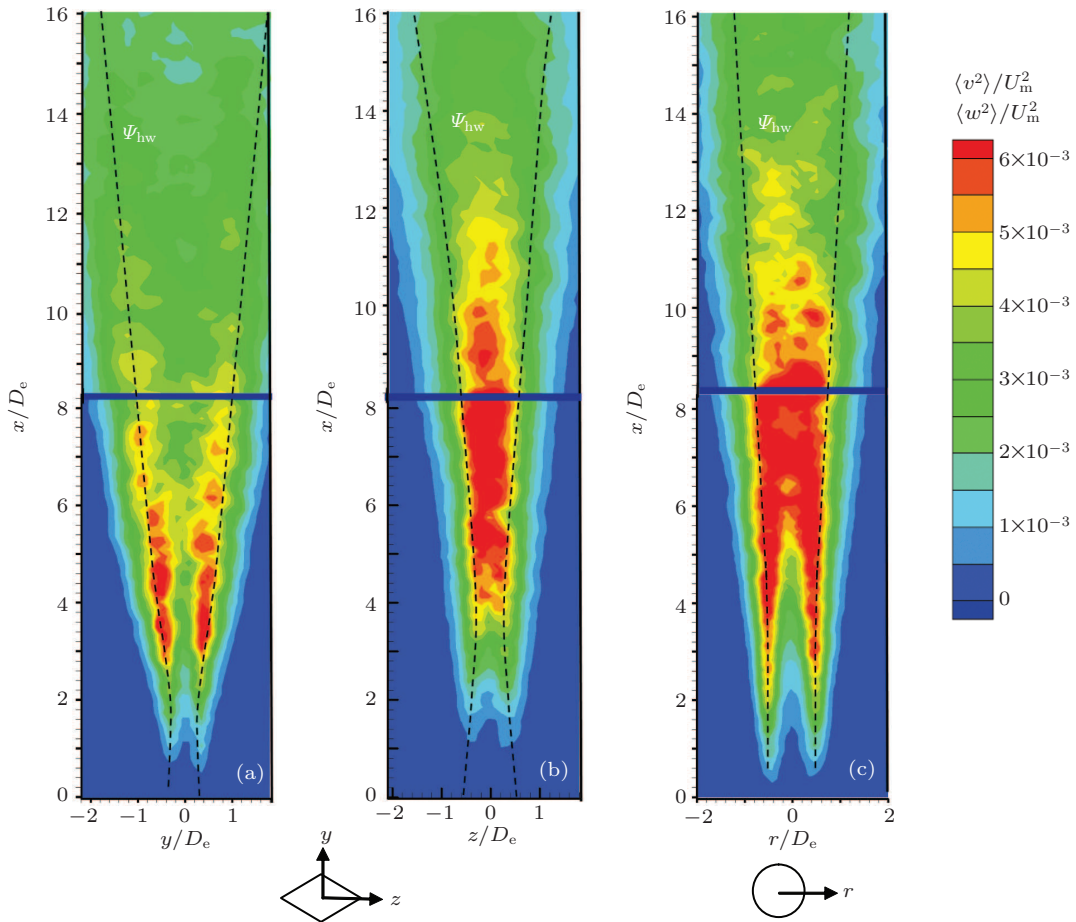 16 14 12 10 8 6 4 2 0
x/Dₑ
Ψhw
(a)
−2 −1 0 1
y/Dₑ
16 14 12 10 8 6 4 2 0
x/Dₑ
Ψhw
(b)
−2 −1 0 1
z/Dₑ
16 14 12 10 8 6 4 2 0
x/Dₑ
Ψhw
(c)
−2 0 2
r/Dₑ
⟨v²⟩/U²m
⟨w²⟩/U²m
6×10⁻³
5×10⁻³
4×10⁻³
3×10⁻³
2×10⁻³
1×10⁻³
0
y
z
r